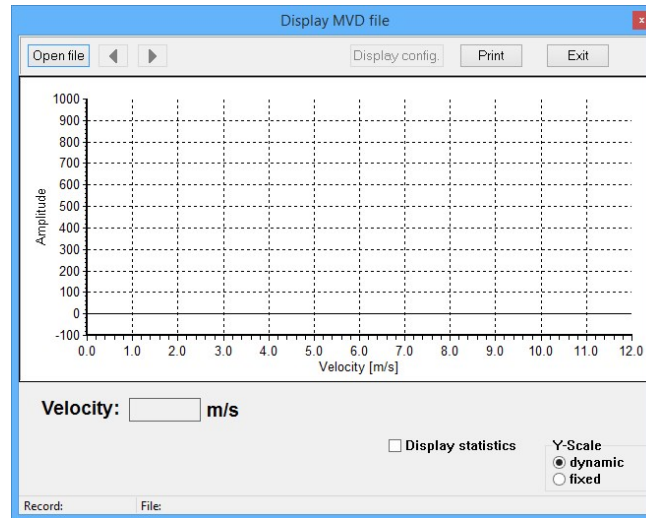 Display MVD file
x
Open file
Display config.
Print
Exit
1000
900
800
700
600
500
400
300
200
100
0
-100
Amplitude
0.0 1.0 2.0 3.0 4.0 5.0 6.0 7.0 8.0 9.0 10.0 11.0 12.0
Velocity [m/s]
Velocity: m/s
Display statistics
Y-Scale
dynamic
fixed
Record: File: